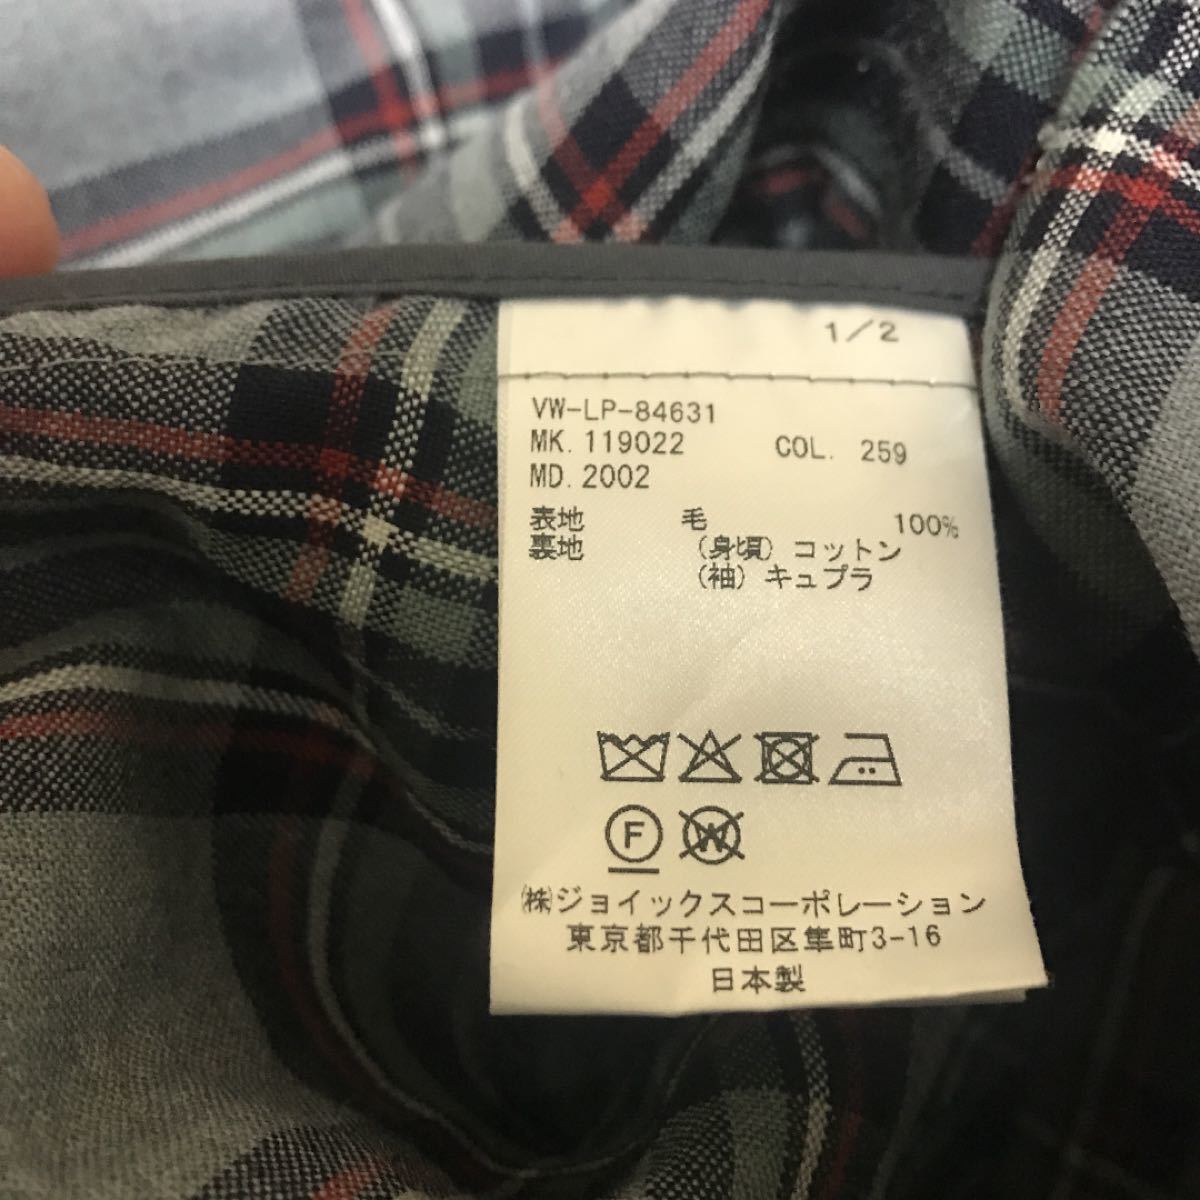 1/2
VW-LP-84631
MK. 119022 COL. 259
MD. 2002
表地 毛 100%
裏地 (身頃) コットン
(袖) キュプラ
F W
㈱ジョイックスコーポレーション
東京都千代田区隼町3-16
日本製